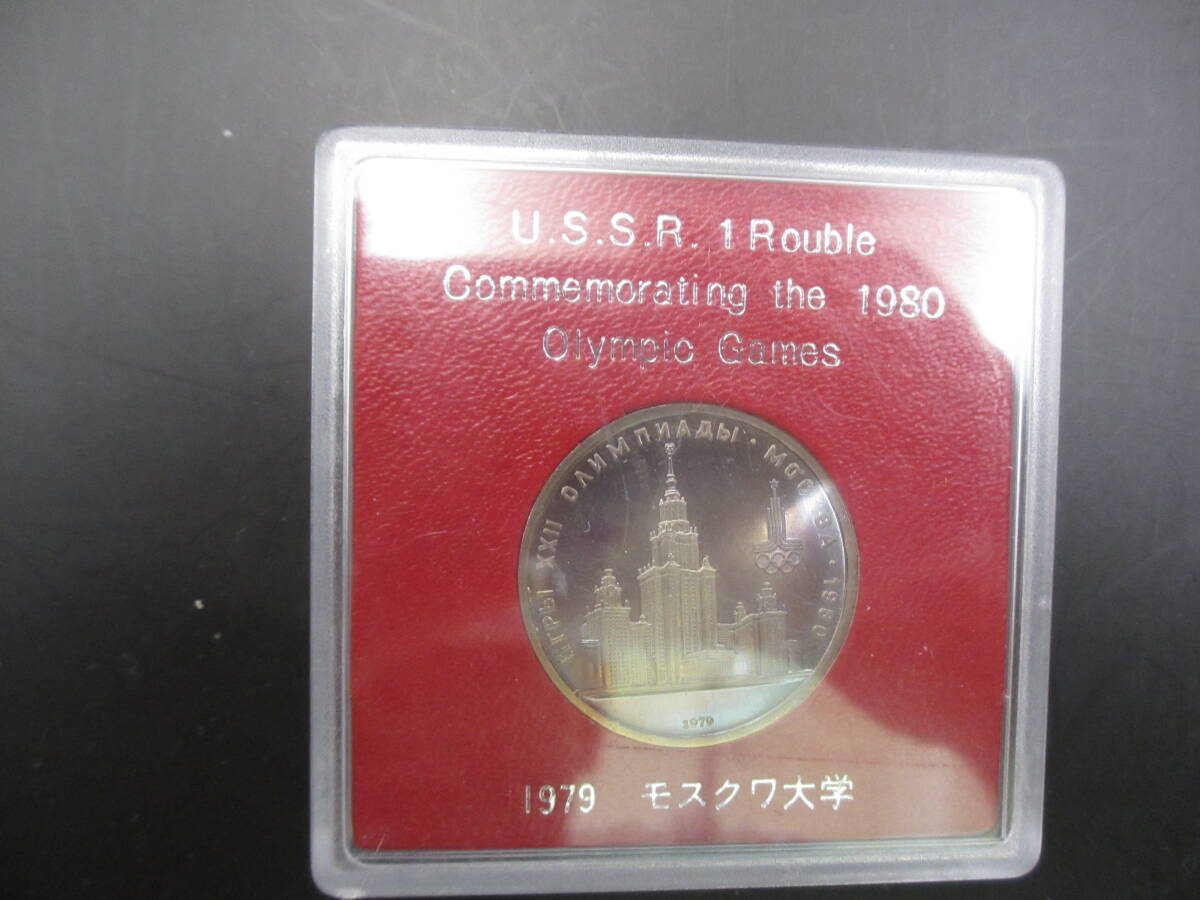 U.S.S.R. 1 Rouble
Commemorating the 1980
Olympic Games
ИГРЫ XXII ОЛИМПИАДЫ · МОСКВА · 1980
1979
1979 モスクワ大学